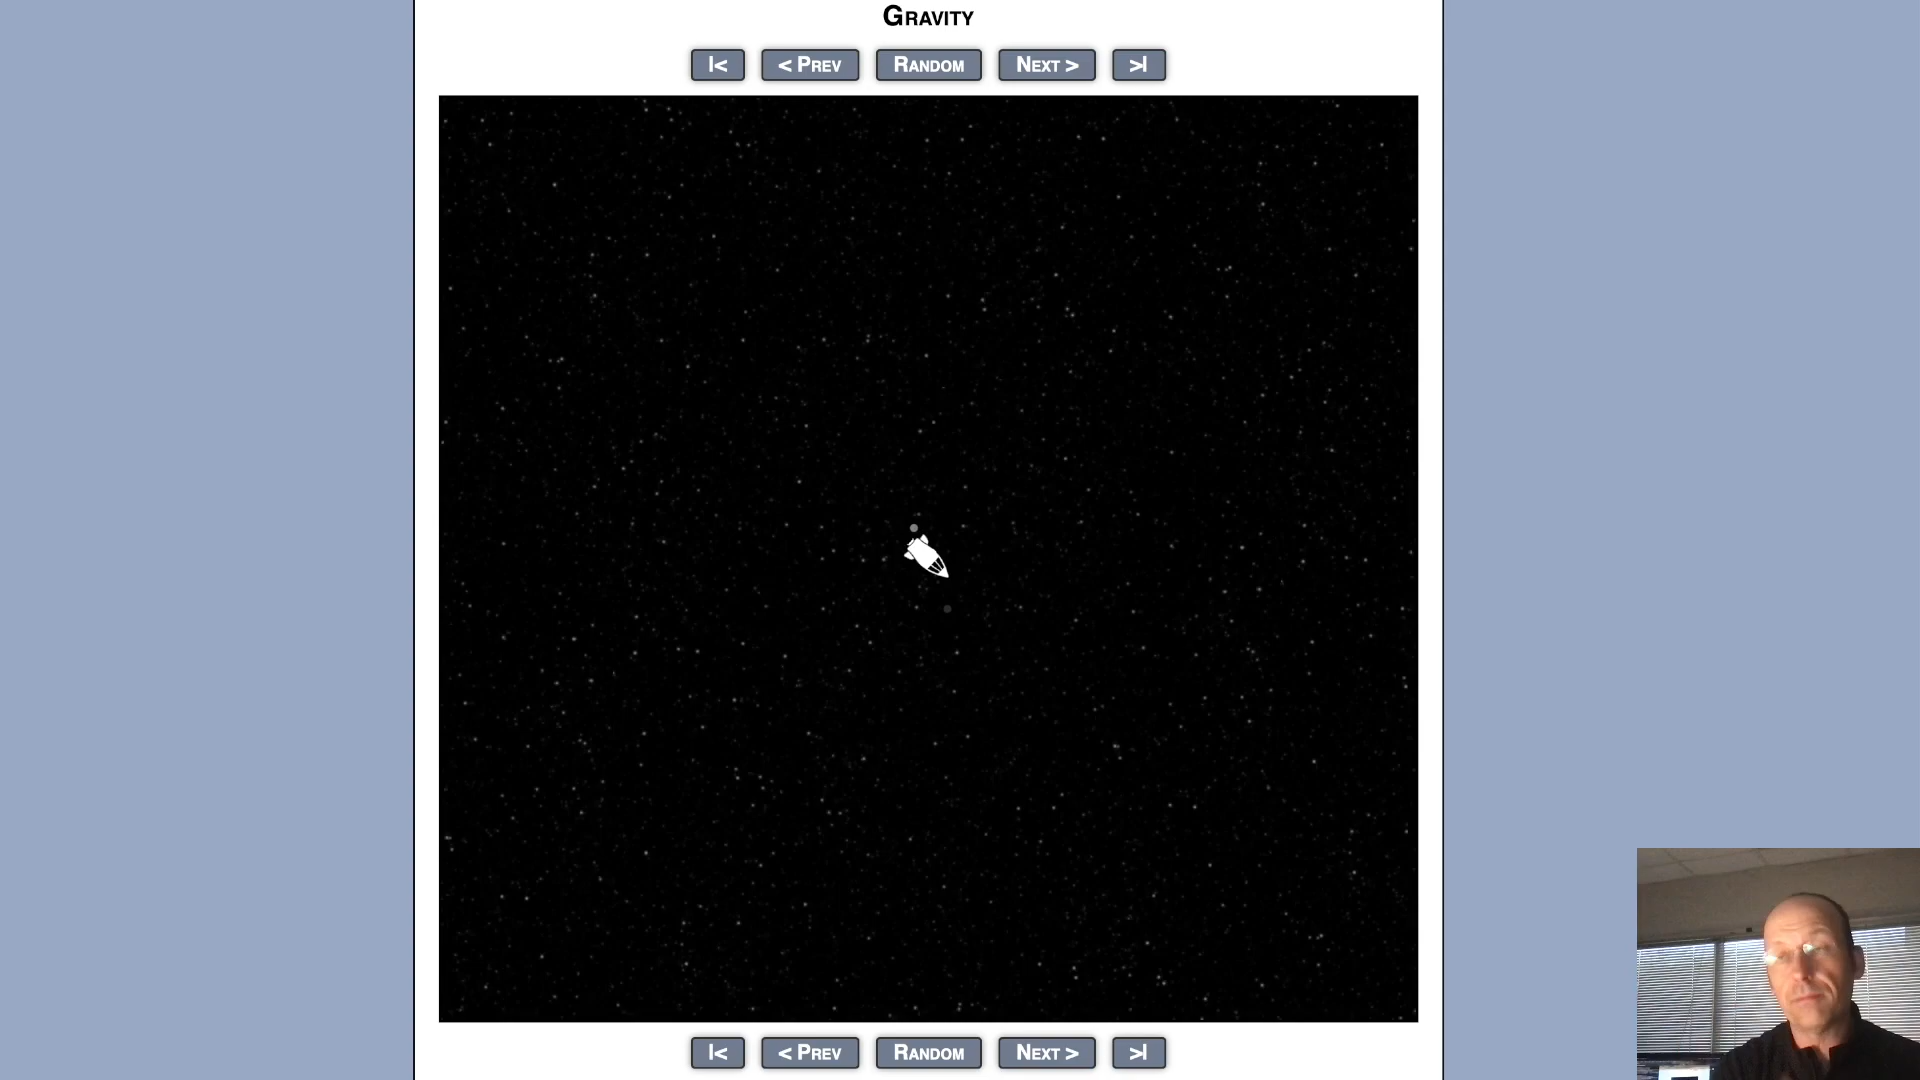 Gravity
|<
< Prev
Random
Next >
>|
|<
< Prev
Random
Next >
>|